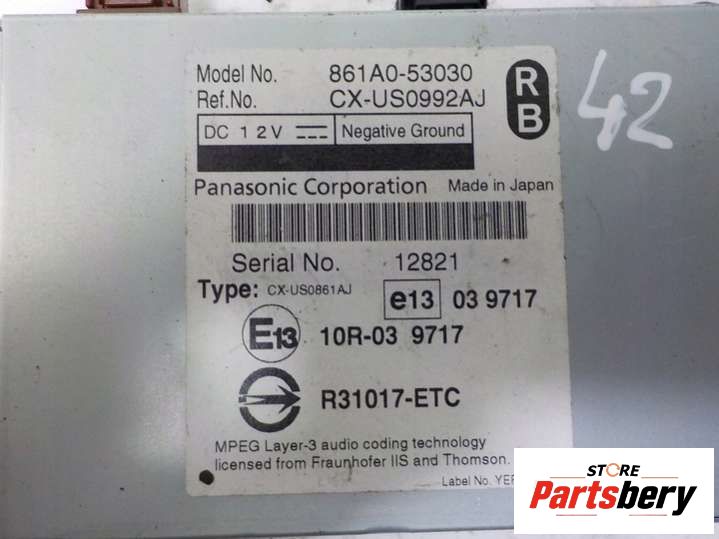 Model No. 861A0-53030
Ref.No. CX-US0992AJ
R
B
42
DC 12V Negative Ground
Panasonic Corporation Made in Japan
Serial No. 12821
Type: CX-US0861AJ e13 03 9717
E13 10R-03 9717
R31017-ETC
MPEG Layer-3 audio coding technology
licensed from Fraunhofer IIS and Thomson.
Label No.
STORE
Partsbery